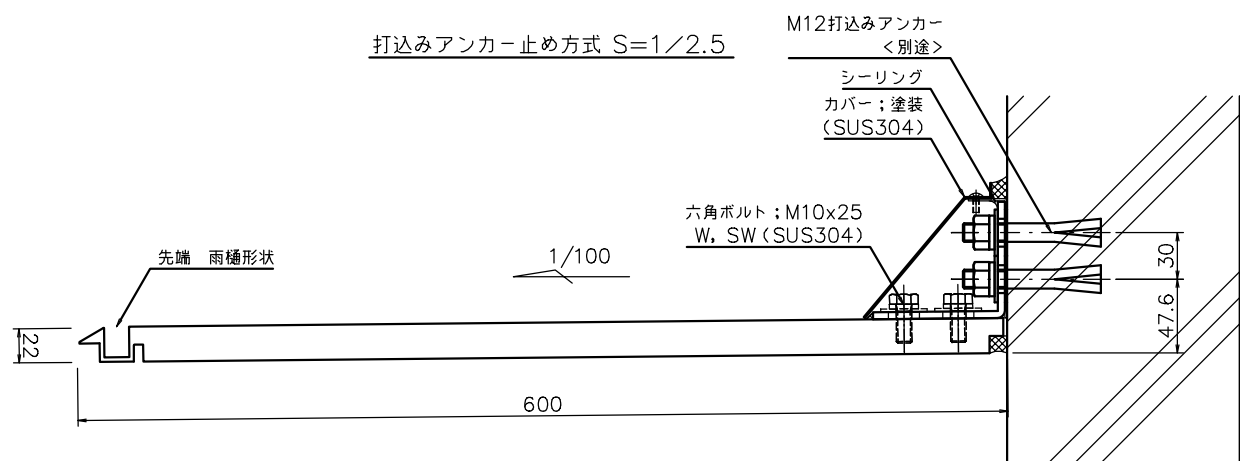 打込みアンカー止め方式 S=1/2.5
M12打込みアンカー
<別途>
シーリング
カバー;塗装
(SUS304)
六角ボルト;M10x25
W, SW(SUS304)
先端 雨樋形状
1/100
30
47.6
22
600